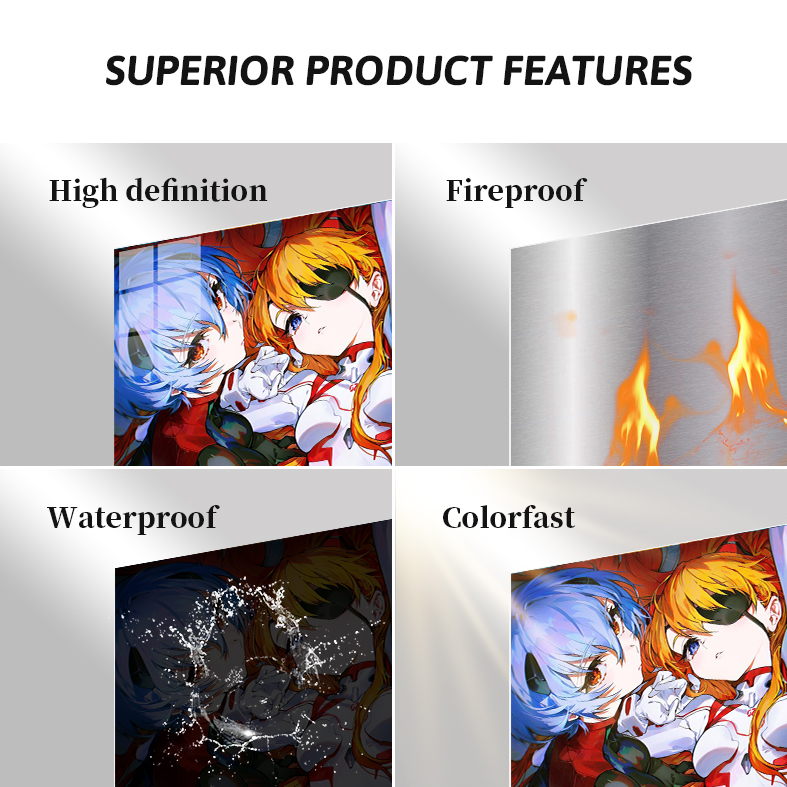 SUPERIOR PRODUCT FEATURES
High definition
Fireproof
Waterproof
Colorfast